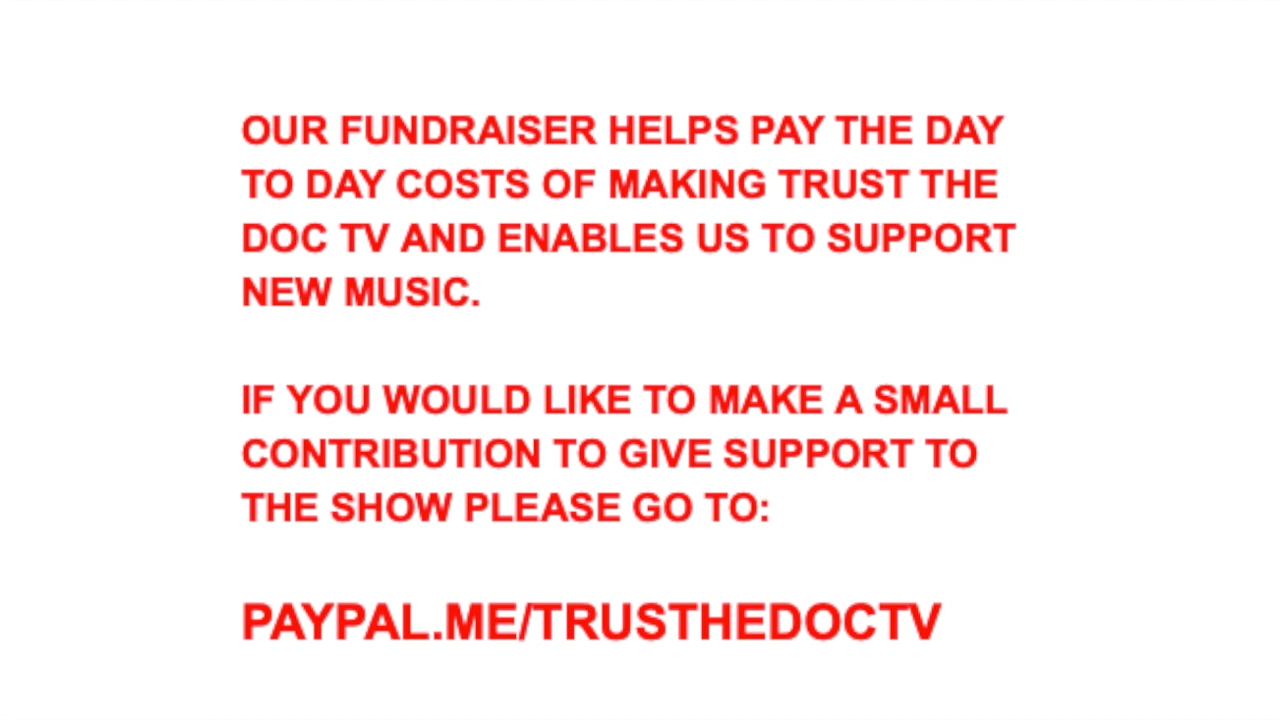 OUR FUNDRAISER HELPS PAY THE DAY
TO DAY COSTS OF MAKING TRUST THE
DOC TV AND ENABLES US TO SUPPORT
NEW MUSIC.
IF YOU WOULD LIKE TO MAKE A SMALL
CONTRIBUTION TO GIVE SUPPORT TO
THE SHOW PLEASE GO TO:
PAYPAL.ME/TRUSTHEDOCTV